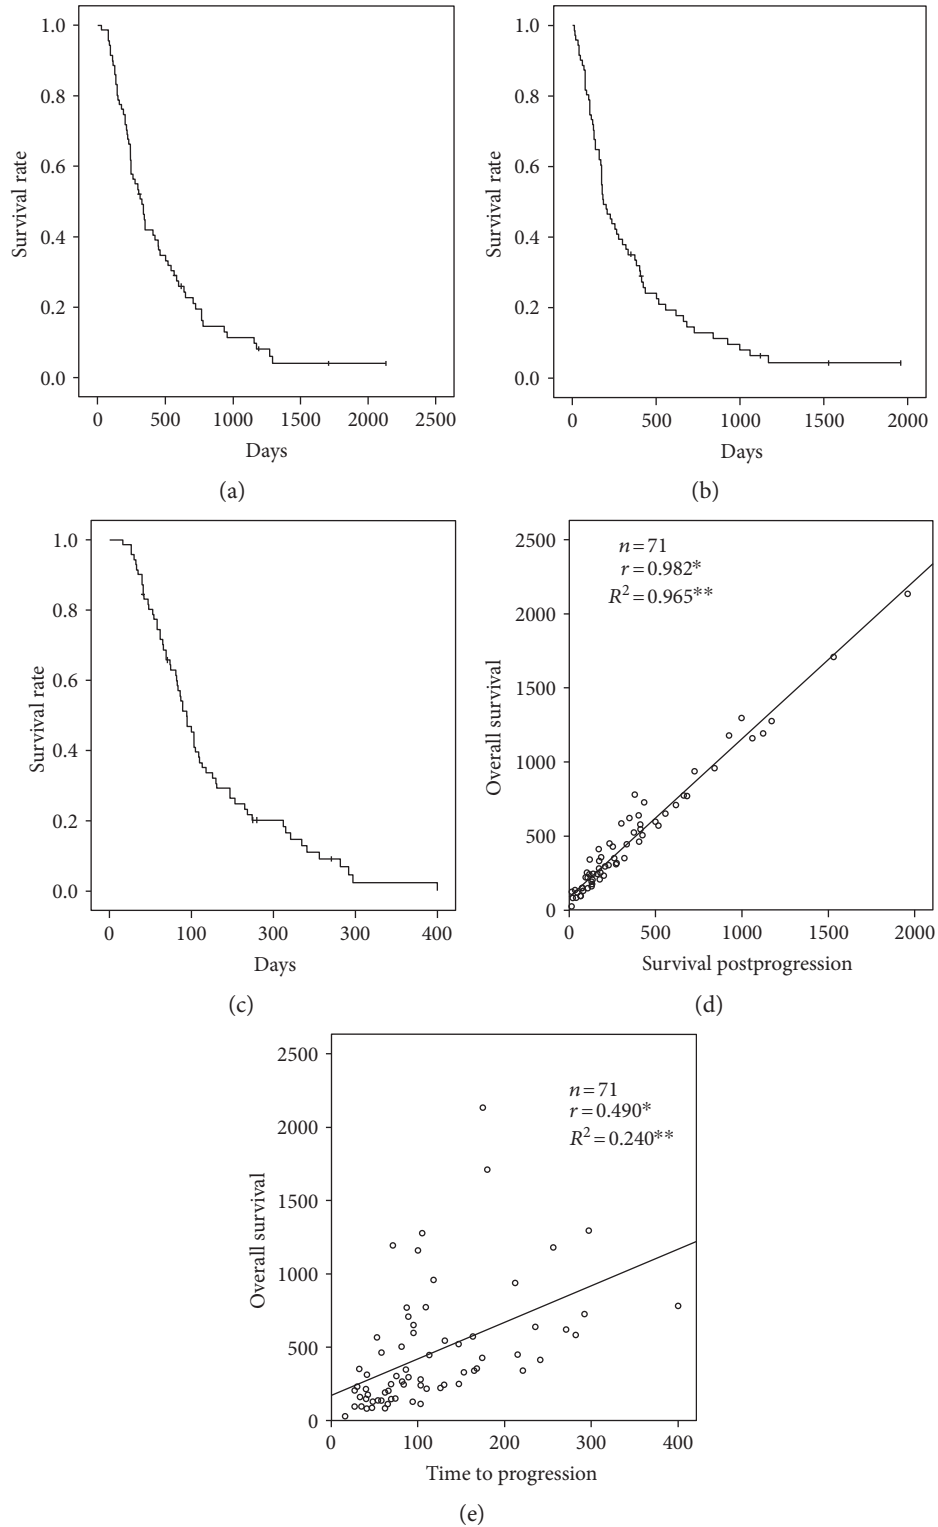 1.0
0.8
0.6
0.4
0.2
0.0
Survival rate
0 500 1000 1500 2000 2500
Days
(a)
1.0
0.8
0.6
0.4
0.2
0.0
Survival rate
0 500 1000 1500 2000
Days
(b)
1.0
0.8
0.6
0.4
0.2
0.0
Survival rate
0 100 300 300 400
Days
(c)
2500
2000
1500
1000
500
0
Overall survival
n = 71
r = 0.982*
R² = 0.965**
0 500 1000 1500 2000
Survival postprogression
(d)
2500
2000
1500
1000
500
0
Overall survival
n = 71
r = 0.490*
R² = 0.240**
0 100 200 300 400
Time to progression
(e)